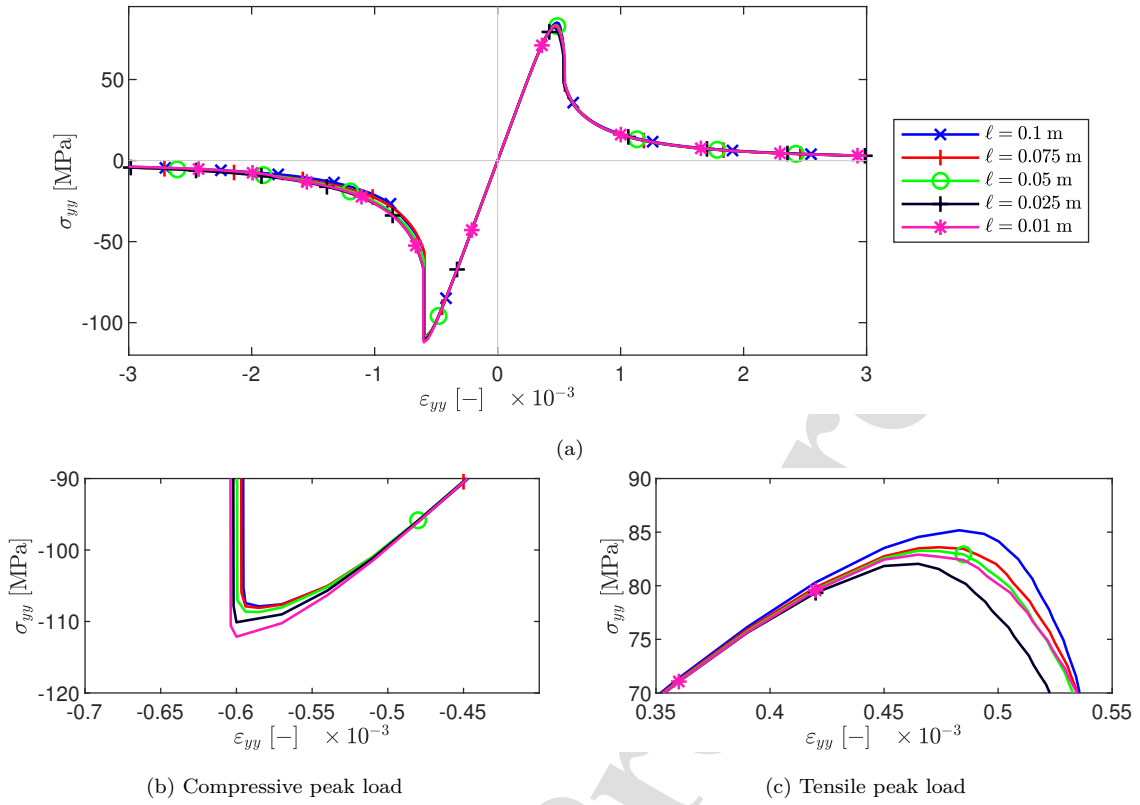 50
0
-50
-100
σyy [MPa]
-3 -2 -1 0 1 2 3
εyy [−] × 10⁻³
ℓ = 0.1 m
ℓ = 0.075 m
ℓ = 0.05 m
ℓ = 0.025 m
ℓ = 0.01 m
(a)
-90
-100
-110
-120
σyy [MPa]
-0.7 -0.65 -0.6 -0.55 -0.5 -0.45
εyy [−] × 10⁻³
(b) Compressive peak load
90
85
80
75
70
σyy [MPa]
0.35 0.4 0.45 0.5 0.55
εyy [−] × 10⁻³
(c) Tensile peak load